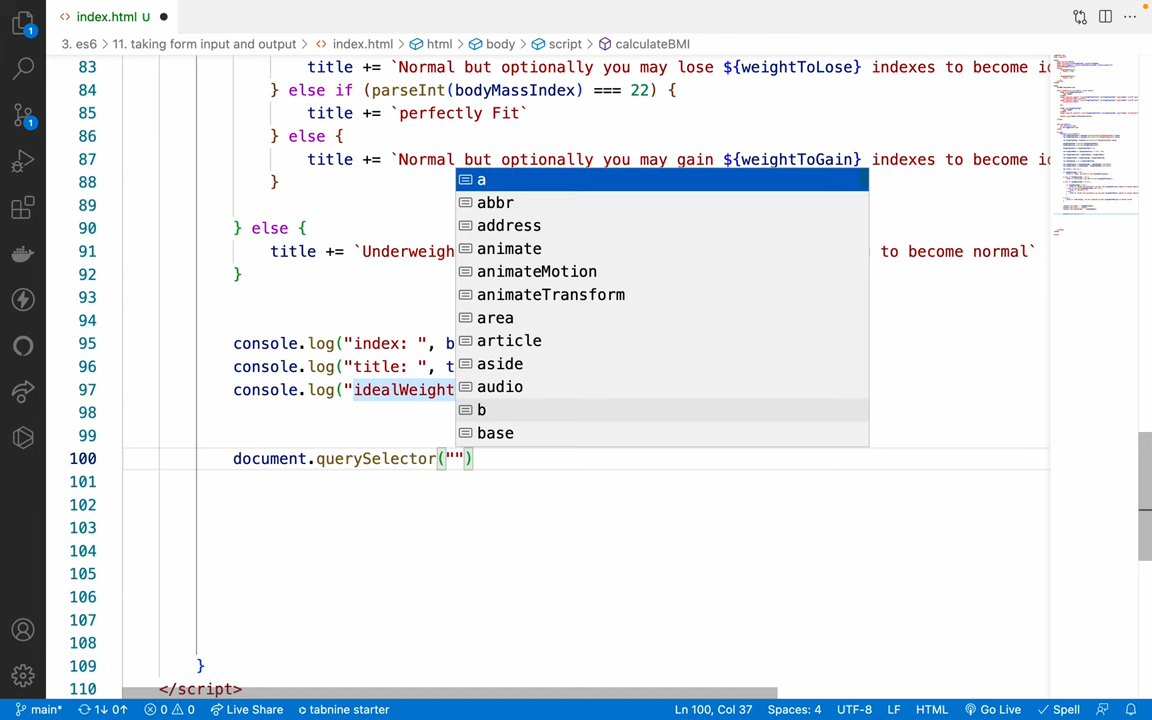 index.html U
3. es6 > 11. taking form input and output > index.html > html > body > script > calculateBMI
83 title += `Normal but optionally you may lose ${weightToLose} indexes to become i
84 } else if (parseInt(bodyMassIndex) === 22) {
85 title += `perfectly Fit`
86 } else {
87 title += `Normal but optionally you may gain ${weightToGain} indexes to become i
88 }
a
abbr
89
address
90 } else {
animate
91 title += `Underweigh to become normal`
92 }
animateMotion
93
animateTransform
94
area
95 console.log("index: ", b
article
96 console.log("title: ", t
aside
97 console.log("idealWeight
audio
98
b
99
base
100 document.querySelector("")
101
102
103
104
105
106
107
108
109 }
110 </script>
1
1
main* 1↓ 0↑ 0 0 Live Share tabnine starter Ln 100, Col 37 Spaces: 4 UTF-8 LF HTML Go Live Spell